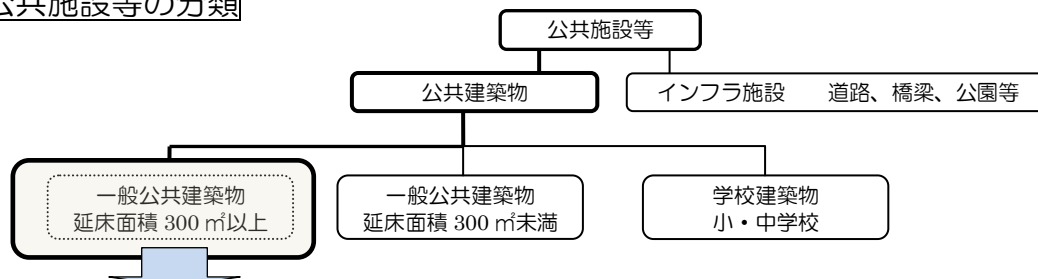 公共施設等の分類
公共施設等
公共建築物
インフラ施設　　道路、橋梁、公園等
一般公共建築物
延床面積 300 ㎡以上
一般公共建築物
延床面積 300 ㎡未満
学校建築物
小・中学校